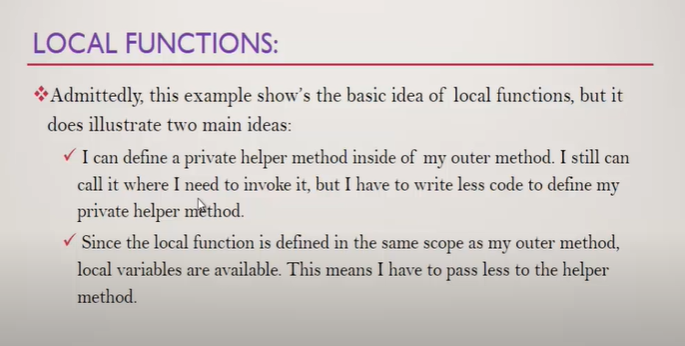 LOCAL FUNCTIONS:
Admittedly, this example show's the basic idea of local functions, but it
does illustrate two main ideas:
I can define a private helper method inside of my outer method. I still can
call it where I need to invoke it, but I have to write less code to define my
private helper method.
Since the local function is defined in the same scope as my outer method,
local variables are available. This means I have to pass less to the helper
method.